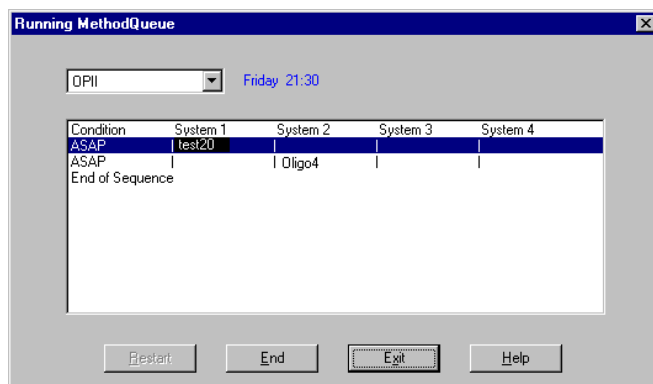 Running MethodQueue
OPII Friday 21:30
Condition System 1 System 2 System 3 System 4
ASAP | test20 | | |
ASAP | | Oligo4 | |
End of Sequence
Restart End Exit Help